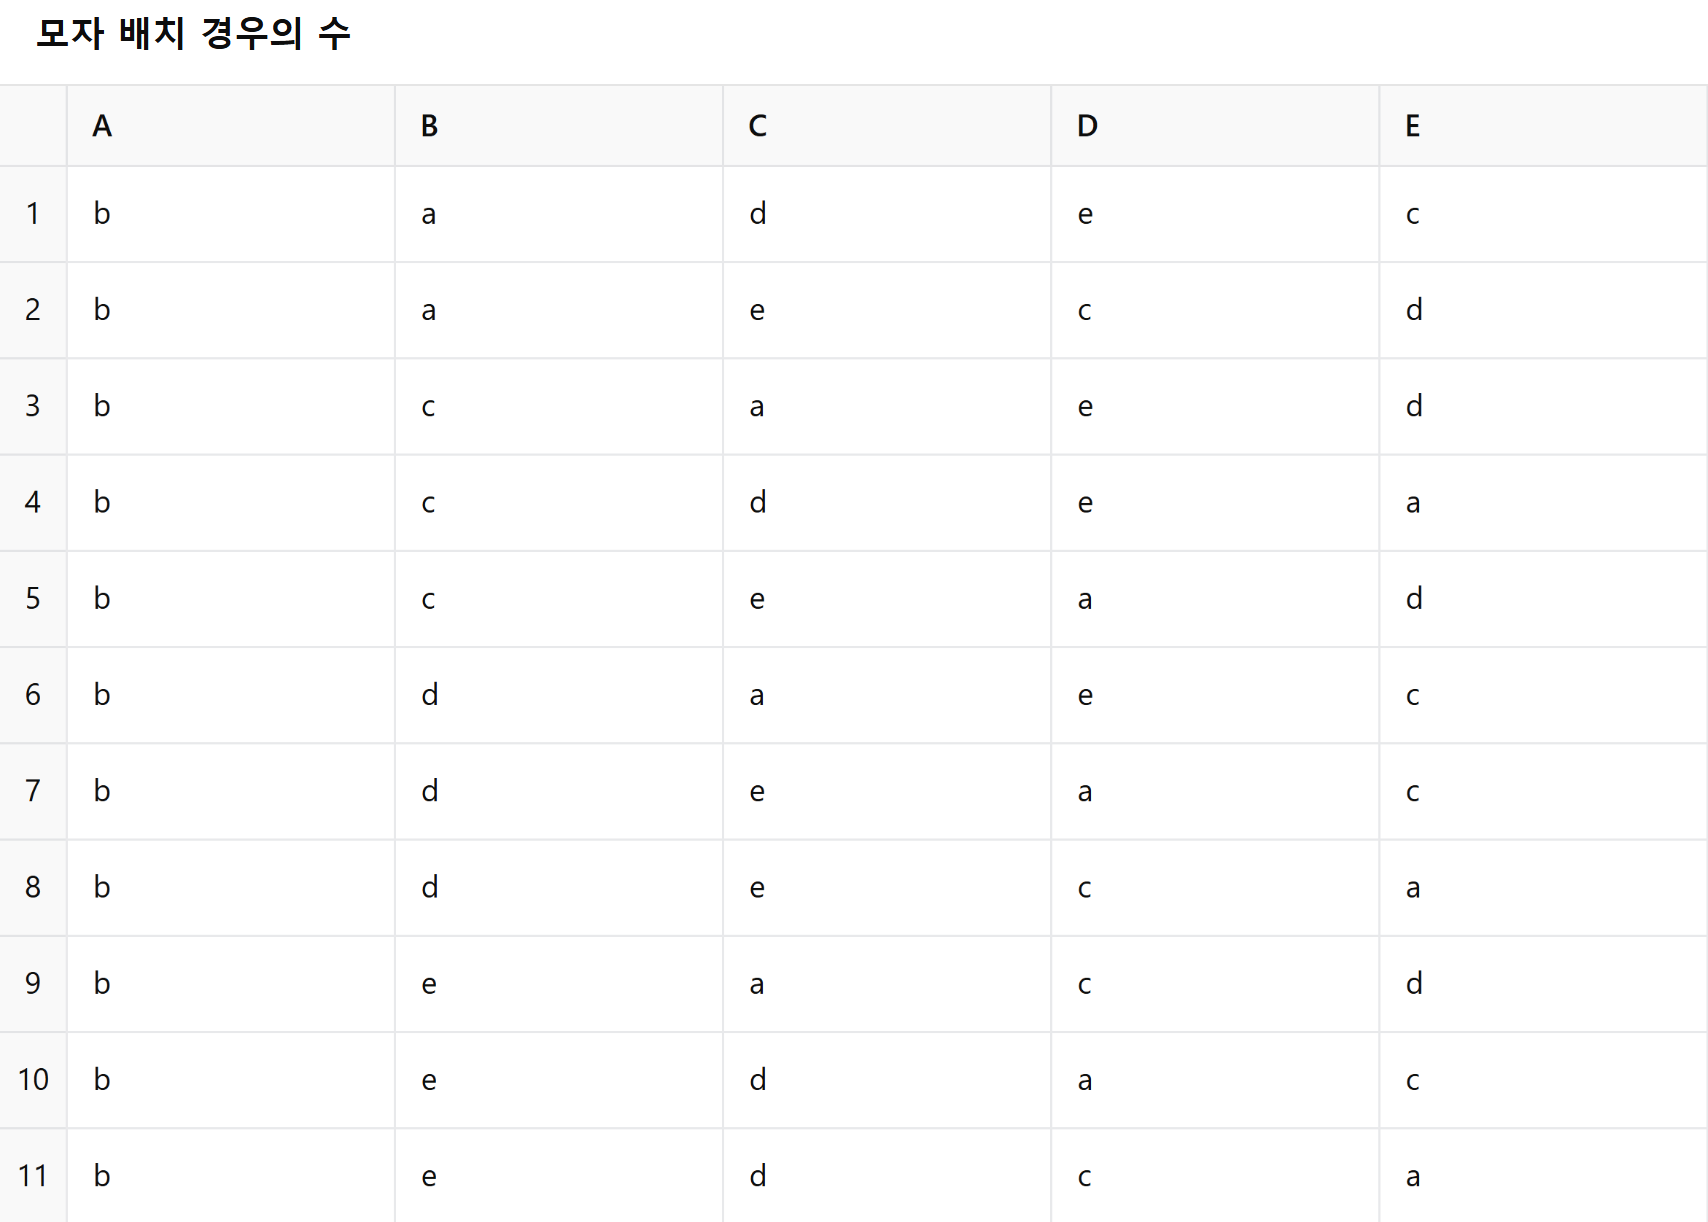 모자 배치 경우의 수
A B C D E
1 b a d e c
2 b a e c d
3 b c a e d
4 b c d e a
5 b c e a d
6 b d a e c
7 b d e a c
8 b d e c a
9 b e a c d
10 b e d a c
11 b e d c a